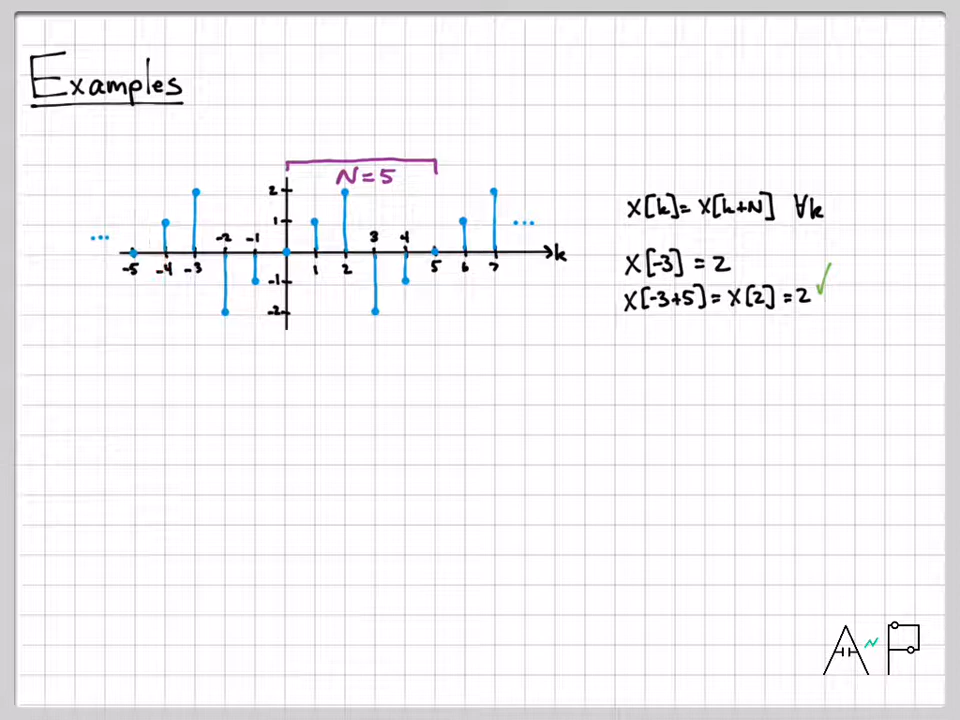 Examples
N=5
2
1
-2 -1 3 4
... ...
-5 -4 -3 1 2 5 6 7 k
-1
-2
x[k]=x[k+N] ∀k
x[-3]=2
x[-3+5]=x[2]=2 ✓
A~P